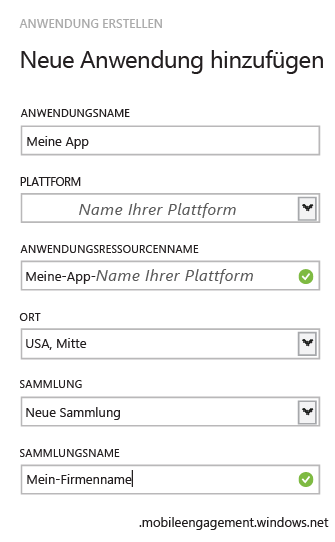 ANWENDUNG ERSTELLEN
Neue Anwendung hinzufügen
ANWENDUNGSNAME
Meine App
PLATTFORM
Name Ihrer Plattform
ANWENDUNGSRESSOURCENNAME
Meine-App-Name Ihrer Plattform
ORT
USA, Mitte
SAMMLUNG
Neue Sammlung
SAMMLUNGSNAME
Mein-Firmenname
.mobileengagement.windows.net